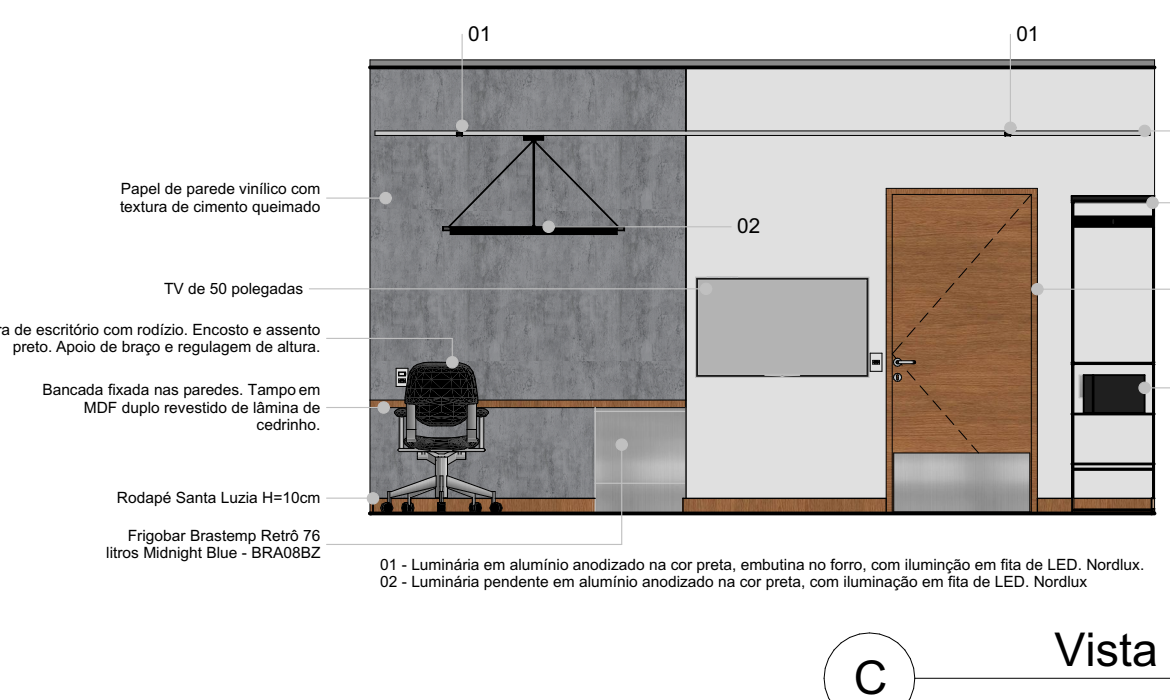 01
01
Papel de parede vinílico com
textura de cimento queimado
02
TV de 50 polegadas
de escritório com rodízio. Encosto e assento
preto. Apoio de braço e regulagem de altura.
Bancada fixada nas paredes. Tampo em
MDF duplo revestido de lâmina de
cedrinho.
Rodapé Santa Luzia H=10cm
Frigobar Brastemp Retrô 76
litros Midnight Blue - BRA08BZ
01 - Luminária em alumínio anodizado na cor preta, embutina no forro, com iluminção em fita de LED. Nordlux.
02 - Luminária pendente em alumínio anodizado na cor preta, com iluminação em fita de LED. Nordlux
C
Vista